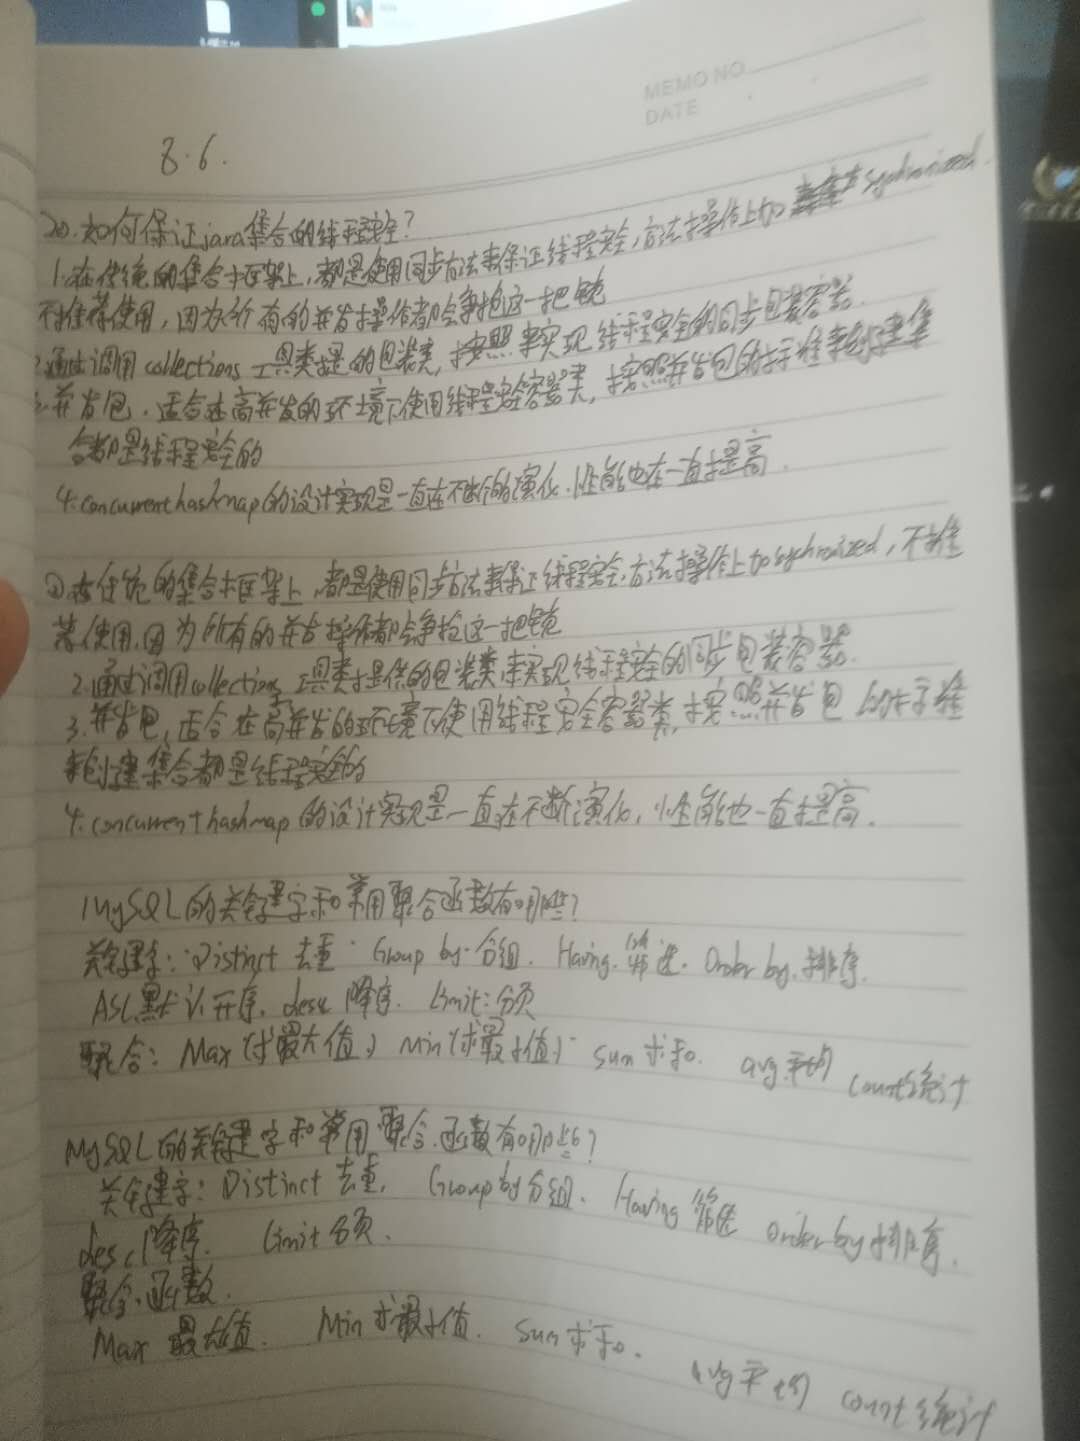 MEMO NO.
DATE
8.6.
20.如何保证java集合的线程安全?
1.在传统的集合框架上,都是使用同步方法来保证线程安全,方法操作上加 sychronized
不推荐使用,因为所有的并发操作都会争抢这一把锁
2.通过调用collections工具类提的包装类,按照来实现线程安全的同步包装容器.
3.并发包.适合述高并发的环境下使用线程安全容器类,按照并发包的标准来创建集
合都是线程安全的
4.concurrenthashmap的设计实现是一直在不断的演化.性能也在一直提高.
①在传统的集合框架上,都是使用同步方法来保证线程安全,方法操作上加sychronized,不推
荐使用.因为所有的并发操作都会争抢这一把锁
2.通过调用collections工具类提供的包装类来实现线程安全的同步包装容器.
3.并发包,适合在高并发的环境下使用线程安全容器类,按照并发包的标准
来创建集合都是线程安全的
4.concurrenthashmap的设计实现是一直在不断演化,性能也一直提高.
MySQL的关键字和常用聚合函数有哪些?
关键字:Distinct 去重. Group by.分组. Having.筛选. Order by.排序.
ASC默认升序. desc降序. Limit:分页
聚合: Max(求最大值) Min(求最小值) Sum求和. avg.平均 count统计
MySQL的关键字和常用聚合函数有哪些?
关键字:Distinct 去重. Group by分组. Having 筛选 Order by排序.
desc降序. Limit分页.
聚合函数.
Max 最大值. Min 求最小值. Sum求和. avg平均 count统计